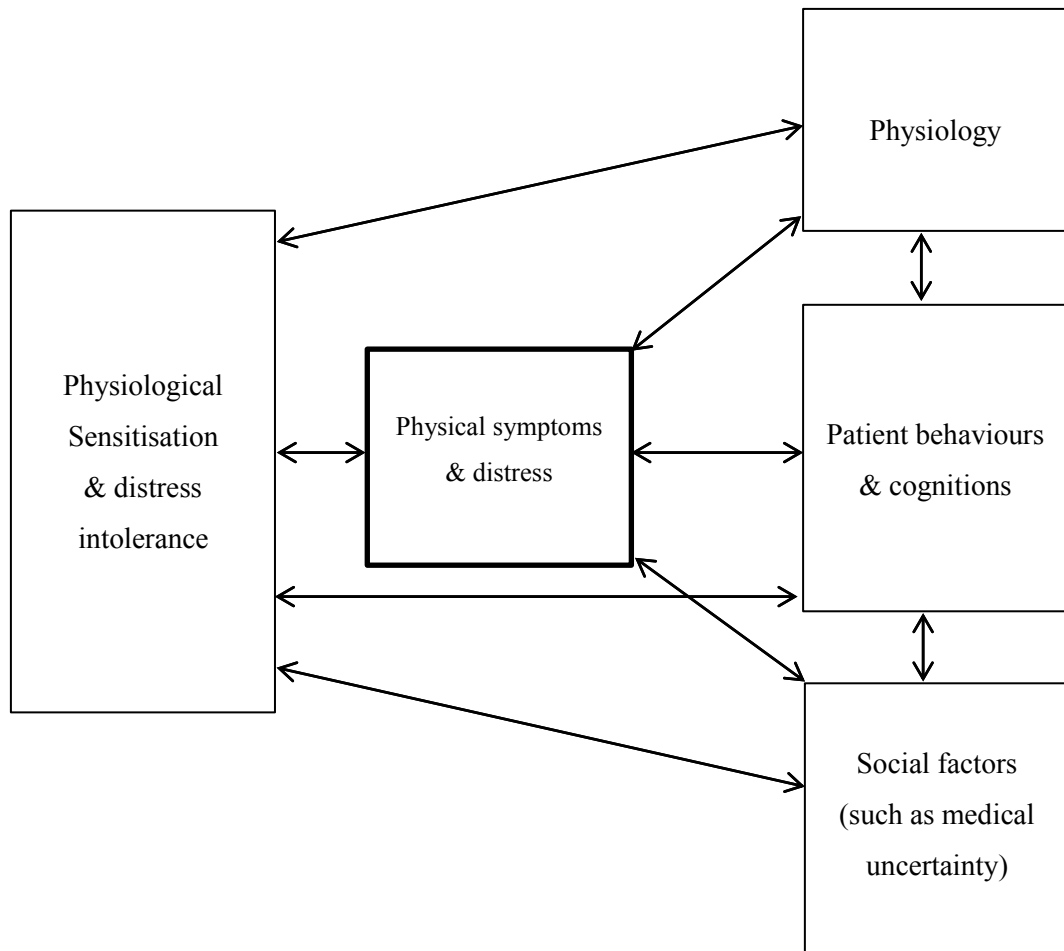 Physiology
Physiological
Sensitisation
& distress
intolerance
Physical symptoms
& distress
Patient behaviours
& cognitions
Social factors
(such as medical
uncertainty)